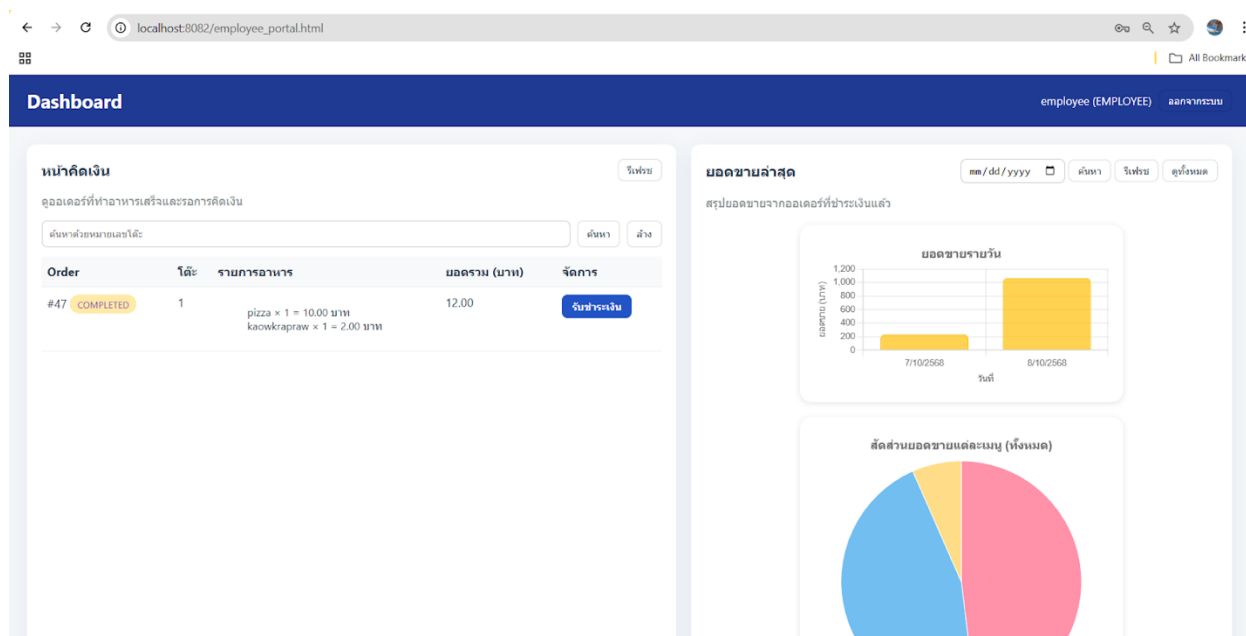 localhost:8082/employee_portal.html
All Bookmark
Dashboard
employee (EMPLOYEE)
ออกจากระบบ
หน้าคิดเงิน
รีเฟรช
ดูออเดอร์ที่ทำอาหารเสร็จและรอการคิดเงิน
ค้นหาด้วยหมายเลขโต๊ะ
ค้นหา
ล้าง
Order โต๊ะ รายการอาหาร ยอดรวม (บาท) จัดการ
#47 COMPLETED 1 12.00 รับชำระเงิน
pizza × 1 = 10.00 บาท
kaowkrapraw × 1 = 2.00 บาท
ยอดขายล่าสุด
mm/dd/yyyy
ค้นหา
รีเฟรช
ดูทั้งหมด
สรุปยอดขายจากออเดอร์ที่ชำระเงินแล้ว
ยอดขายรายวัน
ยอดขาย (บาท)
1,200
1,000
800
600
400
200
0
7/10/2568 8/10/2568
วันที่
สัดส่วนยอดขายแต่ละเมนู (ทั้งหมด)